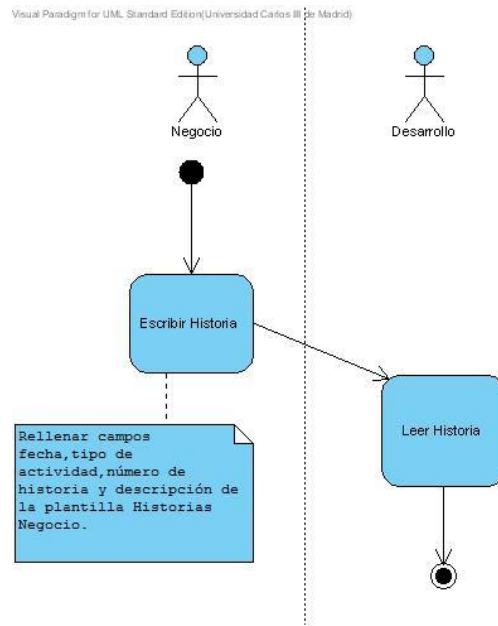 Visual Paradigm for UML Standard Edition(Universidad Carlos III de Madrid)
Negocio
Desarrollo
Escribir Historia
Leer Historia
Rellenar campos
fecha,tipo de
actividad,número de
historia y descripción de
la plantilla Historias
Negocio.